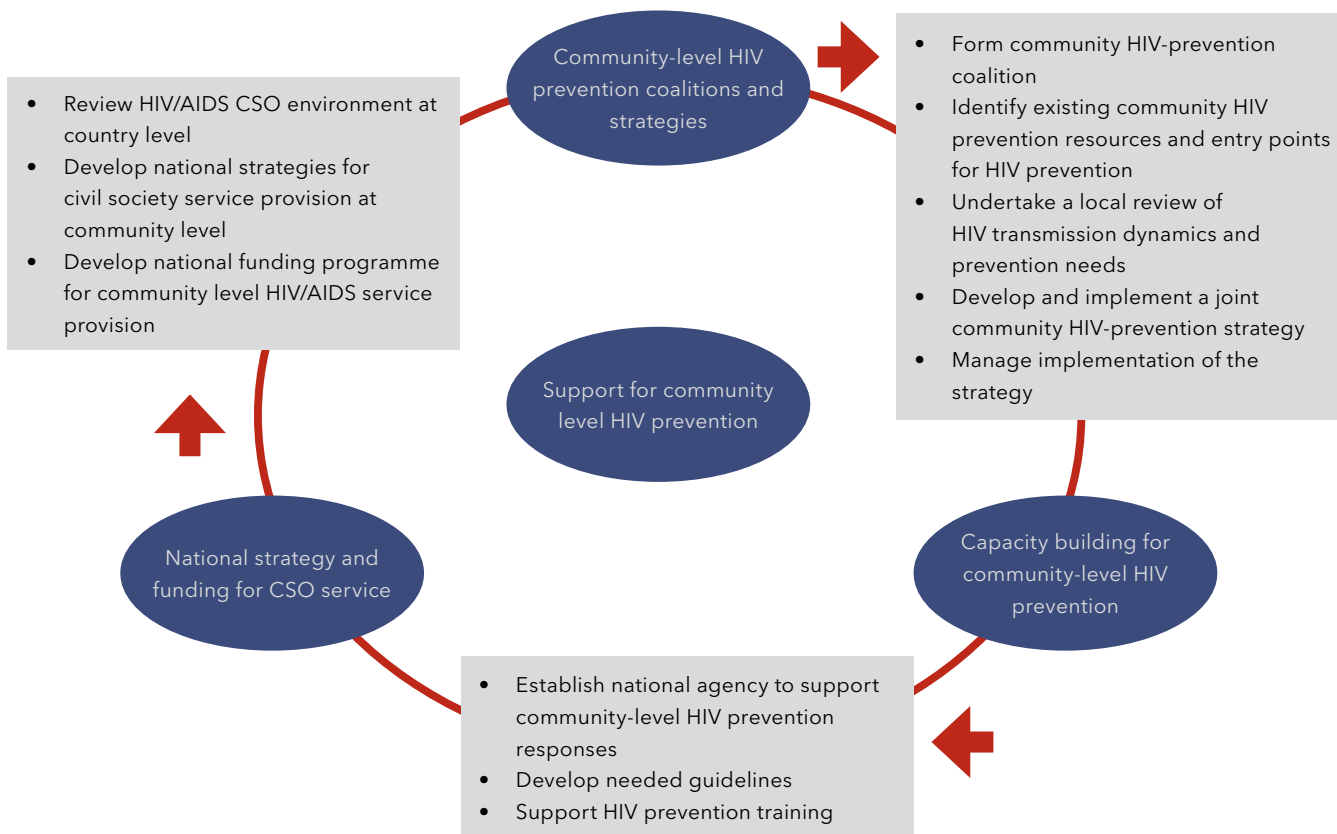 Community-level HIV
prevention coalitions and
strategies
• Form community HIV-prevention
coalition
• Identify existing community HIV
prevention resources and entry points
for HIV prevention
• Undertake a local review of
HIV transmission dynamics and
prevention needs
• Develop and implement a joint
community HIV-prevention strategy
• Manage implementation of the
strategy
• Review HIV/AIDS CSO environment at
country level
• Develop national strategies for
civil society service provision at
community level
• Develop national funding programme
for community level HIV/AIDS service
provision
Support for community
level HIV prevention
National strategy and
funding for CSO service
Capacity building for
community-level HIV
prevention
• Establish national agency to support
community-level HIV prevention
responses
• Develop needed guidelines
• Support HIV prevention training